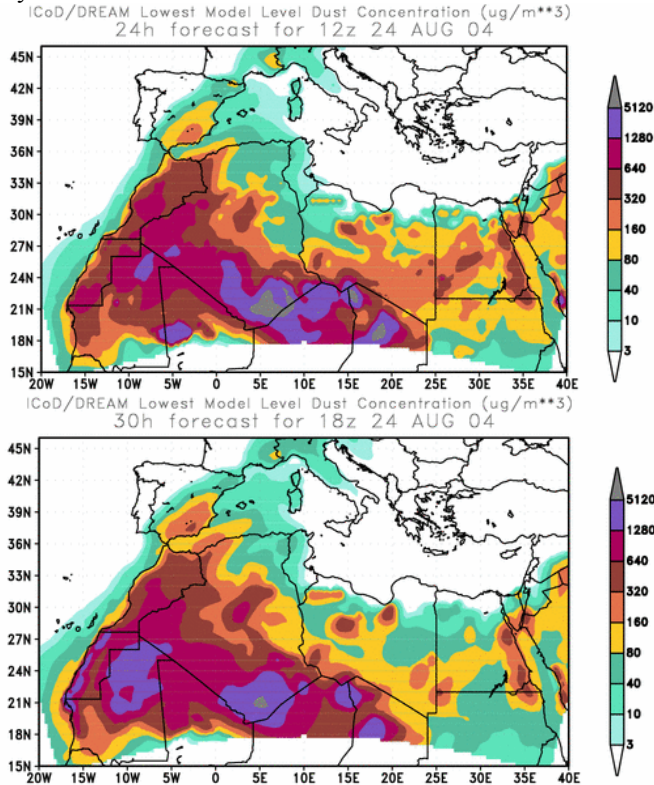 ICoD/DREAM Lowest Model Level Dust Concentration (ug/m**3)
24h forecast for 12z 24 AUG 04
45N
42N
39N
36N
33N
30N
27N
24N
21N
18N
15N
20W 15W 10W 5W 0 5E 10E 15E 20E 25E 30E 35E 40E
5120
1280
640
320
160
80
40
10
3
ICoD/DREAM Lowest Model Level Dust Concentration (ug/m**3)
30h forecast for 18z 24 AUG 04
45N
42N
39N
36N
33N
30N
27N
24N
21N
18N
15N
20W 15W 10W 5W 0 5E 10E 15E 20E 25E 30E 35E 40E
5120
1280
640
320
160
80
40
10
3